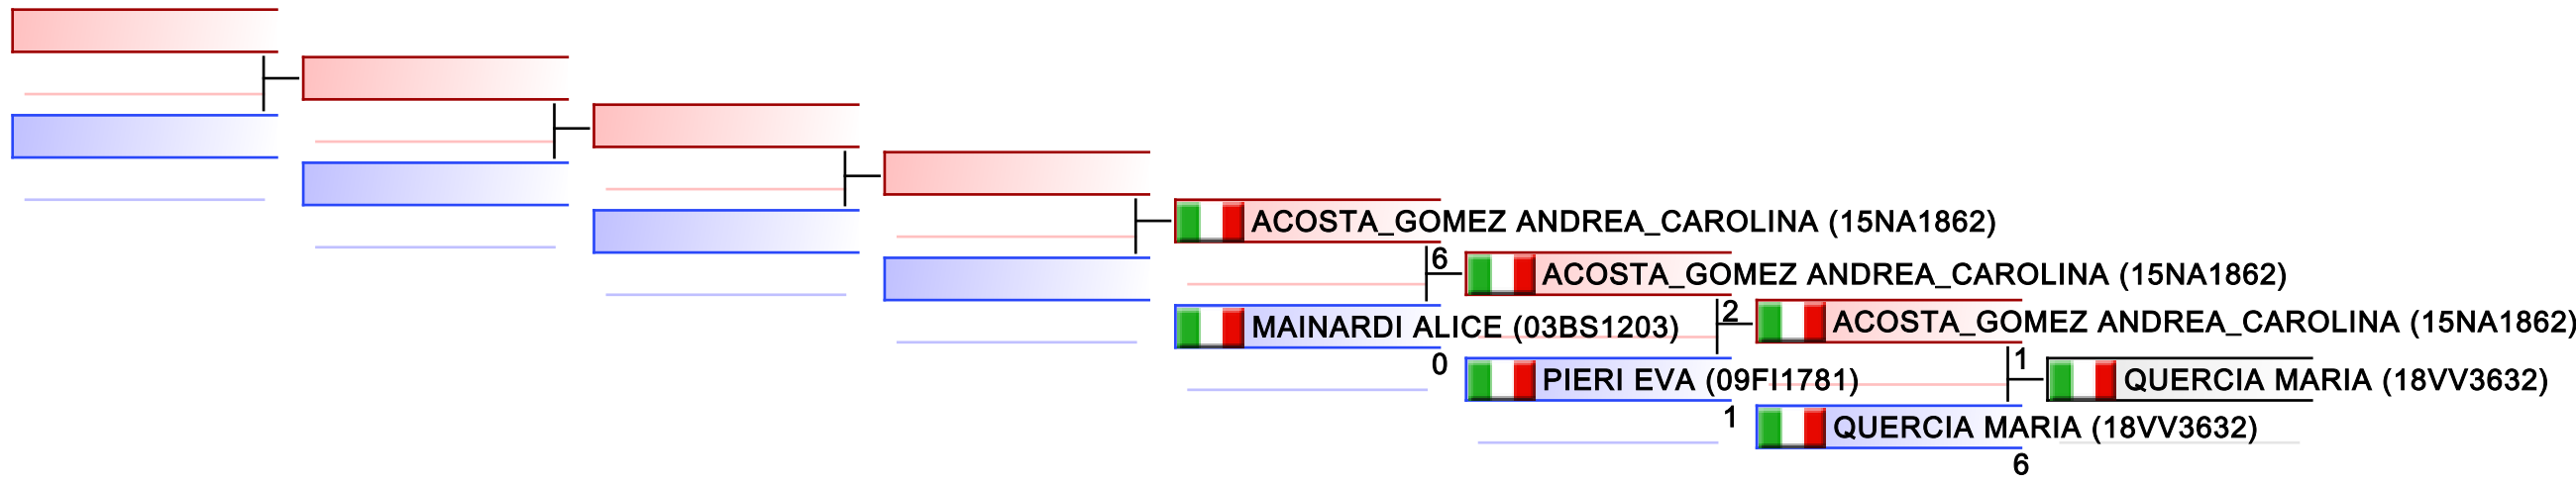 ACOSTA_GOMEZ ANDREA_CAROLINA (15NA1862)
6
ACOSTA_GOMEZ ANDREA_CAROLINA (15NA1862)
MAINARDI ALICE (03BS1203)
0
2
ACOSTA_GOMEZ ANDREA_CAROLINA (15NA1862)
PIERI EVA (09FI1781)
1
1
QUERCIA MARIA (18VV3632)
QUERCIA MARIA (18VV3632)
6